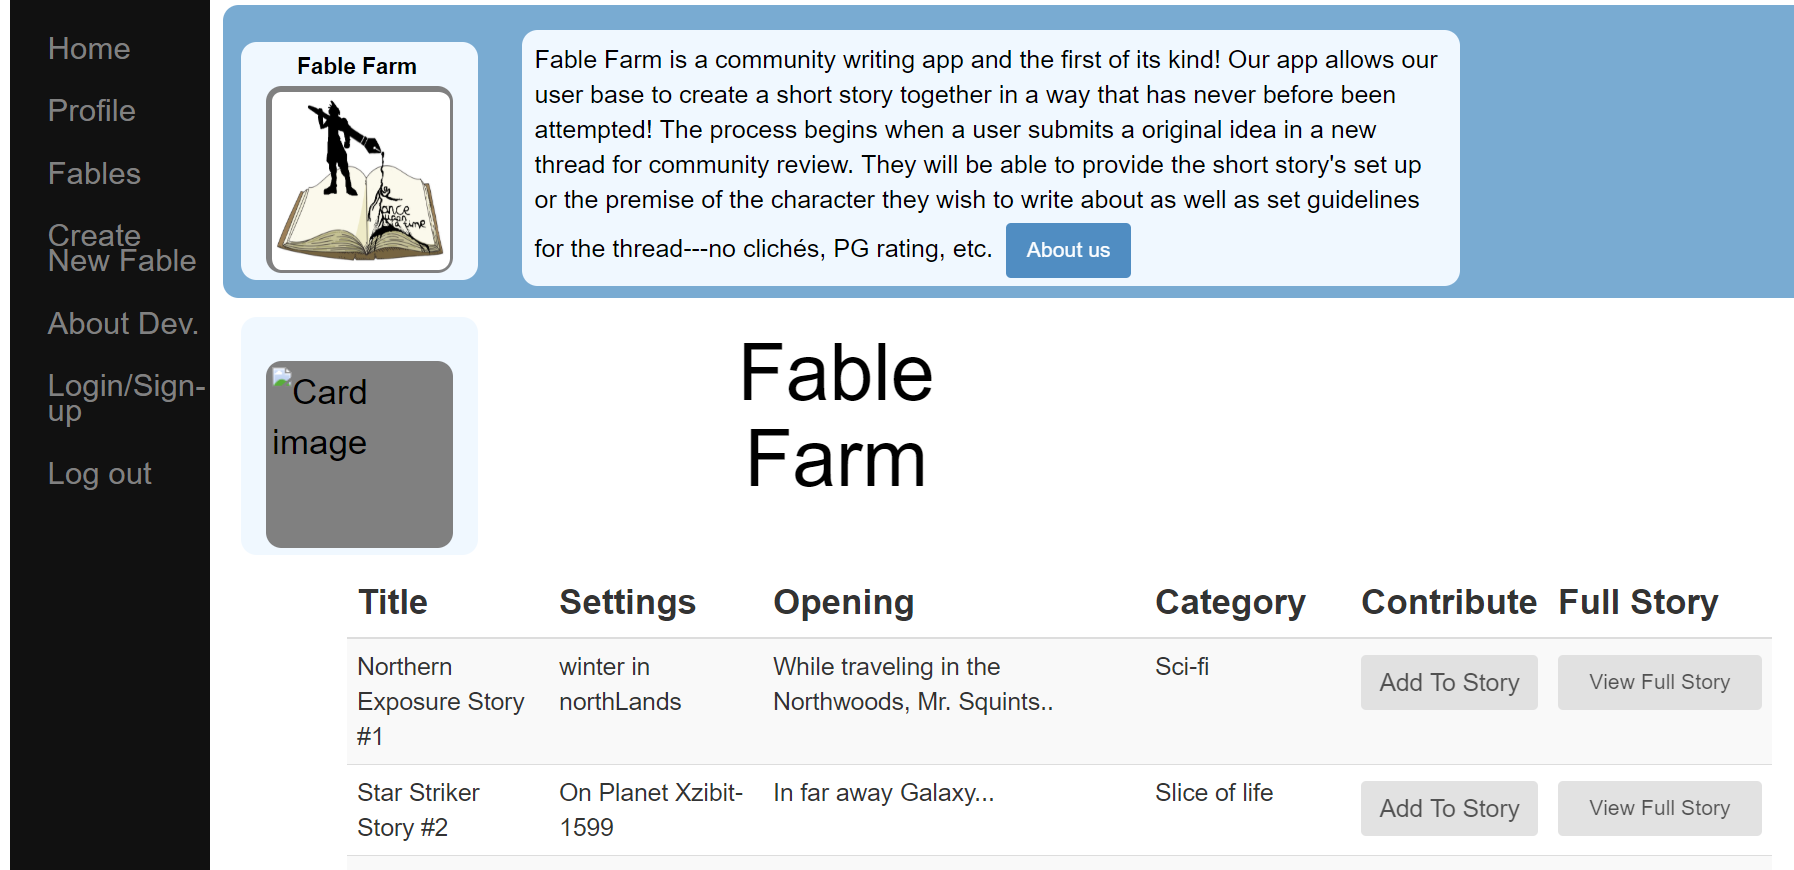 Home
Profile
Fables
Create
New Fable
About Dev.
Login/Sign-
up
Log out
Fable Farm
once
upon
a time
Fable Farm is a community writing app and the first of its kind! Our app allows our
user base to create a short story together in a way that has never before been
attempted! The process begins when a user submits a original idea in a new
thread for community review. They will be able to provide the short story's set up
or the premise of the character they wish to write about as well as set guidelines
for the thread---no clichés, PG rating, etc. About us
Card
image
Fable
Farm
Title Settings Opening Category Contribute Full Story
Northern winter in While traveling in the Sci-fi Add To Story View Full Story
Exposure Story northLands Northwoods, Mr. Squints..
#1
Star Striker On Planet Xzibit- In far away Galaxy... Slice of life Add To Story View Full Story
Story #2 1599